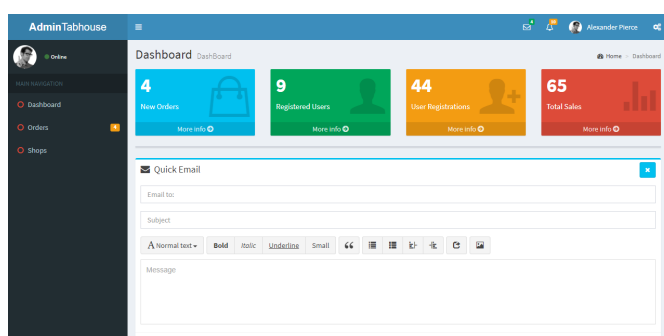 AdminTabhouse
Alexander Pierce
Online
Dashboard DashBoard
Home > Dashboard
MAIN NAVIGATION
Dashboard
Orders 4
Shops
4
New Orders
More info
9
Registered Users
More info
44
User Registrations
More info
65
Total Sales
More info
Quick Email
Email to:
Subject
A Normal text Bold Italic Underline Small
Message